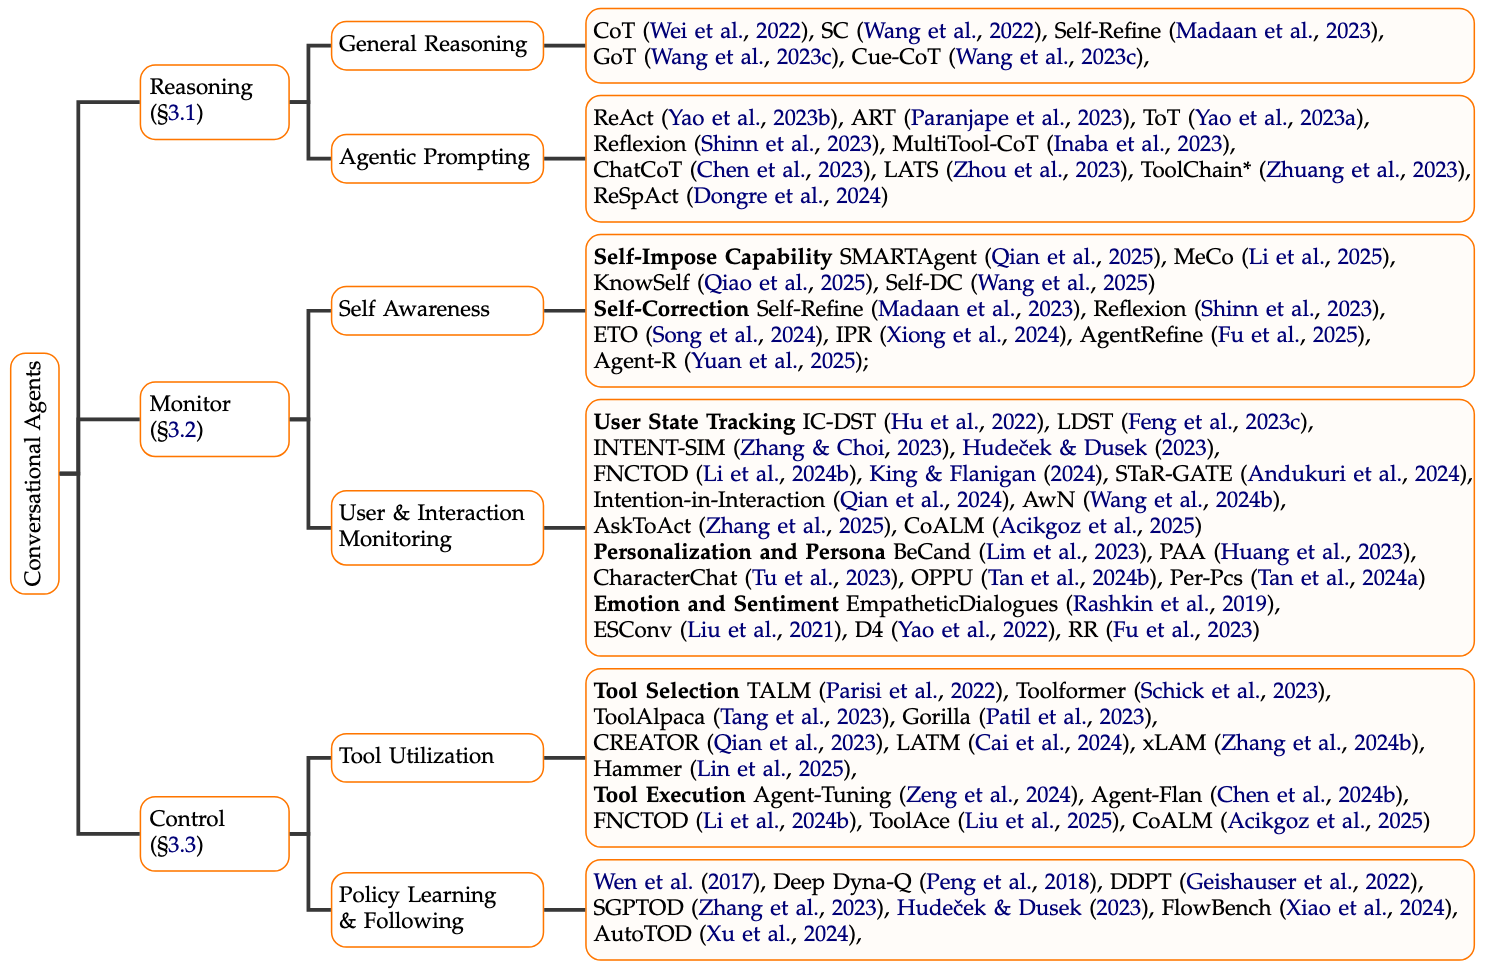 Conversational Agents
Reasoning
(§3.1)
General Reasoning
CoT (Wei et al., 2022), SC (Wang et al., 2022), Self-Refine (Madaan et al., 2023),
GoT (Wang et al., 2023c), Cue-CoT (Wang et al., 2023c),
Agentic Prompting
ReAct (Yao et al., 2023b), ART (Paranjape et al., 2023), ToT (Yao et al., 2023a),
Reflexion (Shinn et al., 2023), MultiTool-CoT (Inaba et al., 2023),
ChatCoT (Chen et al., 2023), LATS (Zhou et al., 2023), ToolChain* (Zhuang et al., 2023),
ReSpAct (Dongre et al., 2024)
Monitor
(§3.2)
Self Awareness
Self-Impose Capability SMARTAgent (Qian et al., 2025), MeCo (Li et al., 2025),
KnowSelf (Qiao et al., 2025), Self-DC (Wang et al., 2025)
Self-Correction Self-Refine (Madaan et al., 2023), Reflexion (Shinn et al., 2023),
ETO (Song et al., 2024), IPR (Xiong et al., 2024), AgentRefine (Fu et al., 2025),
Agent-R (Yuan et al., 2025);
User & Interaction
Monitoring
User State Tracking IC-DST (Hu et al., 2022), LDST (Feng et al., 2023c),
INTENT-SIM (Zhang & Choi, 2023), Hudeček & Dusek (2023),
FNCTOD (Li et al., 2024b), King & Flanigan (2024), STaR-GATE (Andukuri et al., 2024),
Intention-in-Interaction (Qian et al., 2024), AwN (Wang et al., 2024b),
AskToAct (Zhang et al., 2025), CoALM (Acikgoz et al., 2025)
Personalization and Persona BeCand (Lim et al., 2023), PAA (Huang et al., 2023),
CharacterChat (Tu et al., 2023), OPPU (Tan et al., 2024b), Per-Pcs (Tan et al., 2024a)
Emotion and Sentiment EmpatheticDialogues (Rashkin et al., 2019),
ESConv (Liu et al., 2021), D4 (Yao et al., 2022), RR (Fu et al., 2023)
Control
(§3.3)
Tool Utilization
Tool Selection TALM (Parisi et al., 2022), Toolformer (Schick et al., 2023),
ToolAlpaca (Tang et al., 2023), Gorilla (Patil et al., 2023),
CREATOR (Qian et al., 2023), LATM (Cai et al., 2024), xLAM (Zhang et al., 2024b),
Hammer (Lin et al., 2025),
Tool Execution Agent-Tuning (Zeng et al., 2024), Agent-Flan (Chen et al., 2024b),
FNCTOD (Li et al., 2024b), ToolAce (Liu et al., 2025), CoALM (Acikgoz et al., 2025)
Policy Learning
& Following
Wen et al. (2017), Deep Dyna-Q (Peng et al., 2018), DDPT (Geishauser et al., 2022),
SGPTOD (Zhang et al., 2023), Hudeček & Dusek (2023), FlowBench (Xiao et al., 2024),
AutoTOD (Xu et al., 2024),